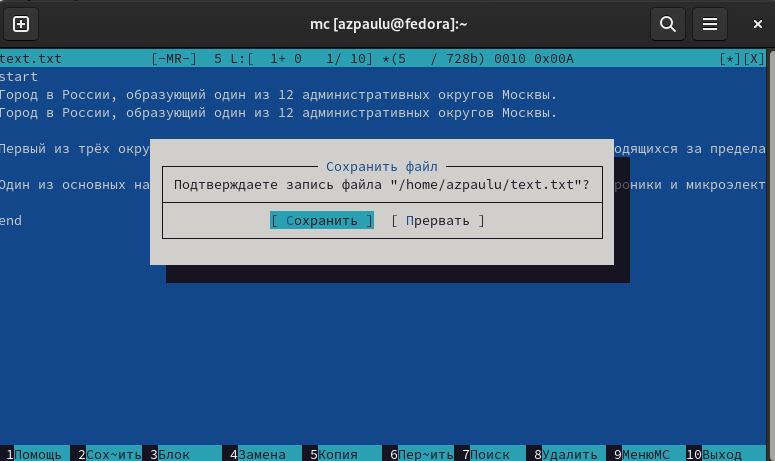 mc [azpaulu@fedora]:~
text.txt [-MR-] 5 L:[ 1+ 0 1/ 10] *(5 / 728b) 0010 0x00A [*][X]
start
Город в России, образующий один из 12 административных округов Москвы.
Город в России, образующий один из 12 административных округов Москвы.
Первый из трёх окру одящихся за предела
Сохранить файл
Подтверждаете запись файла "/home/azpaulu/text.txt"?
Один из основных на роники и микроэлект
[ Сохранить ] [ Прервать ]
end
1Помощь 2Сох~ить 3Блок 4Замена 5Копия 6Пер~ить 7Поиск 8Удалить 9МенюМС 10Выход